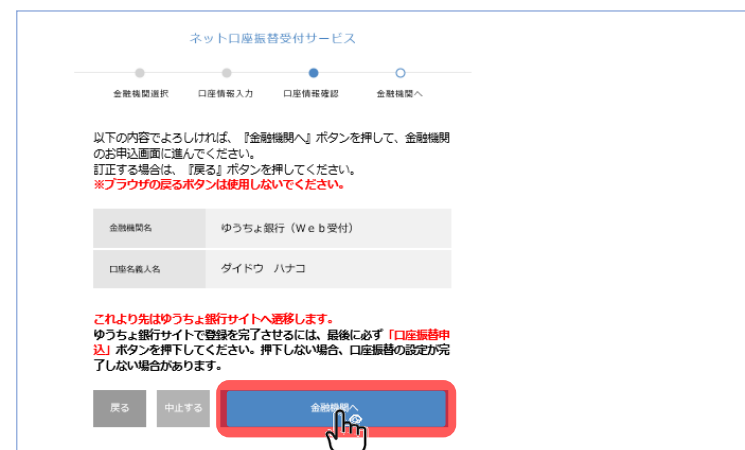 ネット口座振替受付サービス
金融機関選択
口座情報入力
口座情報確認
金融機関へ
以下の内容でよろしければ、『金融機関へ』ボタンを押して、金融機関
のお申込画面に進んでください。
訂正する場合は、『戻る』ボタンを押してください。
※ブラウザの戻るボタンは使用しないでください。
金融機関名
ゆうちょ銀行（Ｗｅｂ受付）
口座名義人名
ダイドウ ハナコ
これより先はゆうちょ銀行サイトへ遷移します。
ゆうちょ銀行サイトで登録を完了させるには、最後に必ず「口座振替申
込」ボタンを押下してください。押下しない場合、口座振替の設定が完
了しない場合があります。
戻る
中止する
金融機関へ